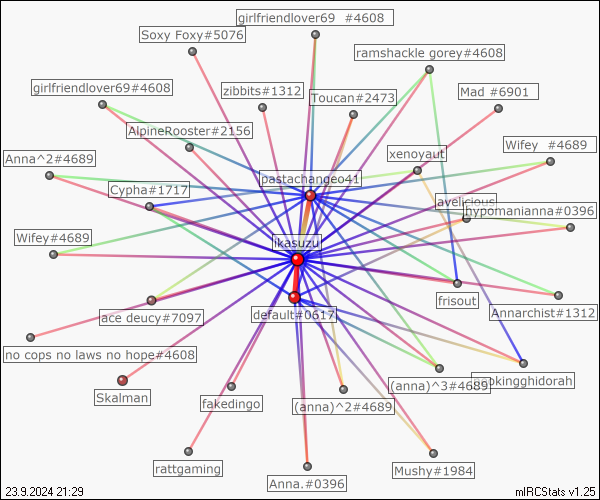 girlfriendlover69 #4608
Soxy Foxy#5076
ramshackle gorey#4608
girlfriendlover69#4608
zibbits#1312
Toucan#2473
Mad #6901
AlpineRooster#2156
Wifey #4689
Anna^2#4689
xenoyaut
pastachangeo41
Cypha#1717
avelicious
hypomanianna#0396
Wifey#4689
ikasuzu
frisout
Annarchist#1312
ace deucy#7097
default#0617
no cops no laws no hope#4608
(anna)^3#4689
Skalman
fakedingo
(anna)^2#4689
rattgaming
Anna.#0396
Mushy#1984
23.9.2024 21:29
mIRCStats v1.25